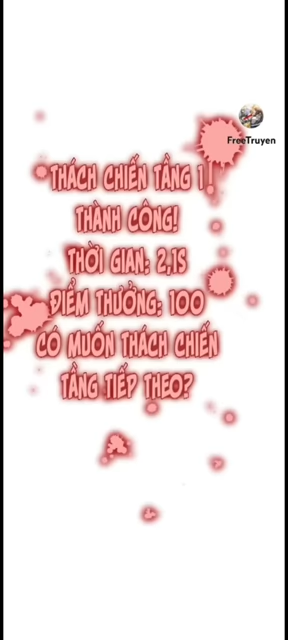 FreeTruyen
THÁCH CHIẾN TẦNG 1
THÀNH CÔNG!
THỜI GIAN: 2,1S
ĐIỂM THƯỞNG: 100
CÓ MUỐN THÁCH CHIẾN
TẦNG TIẾP THEO?